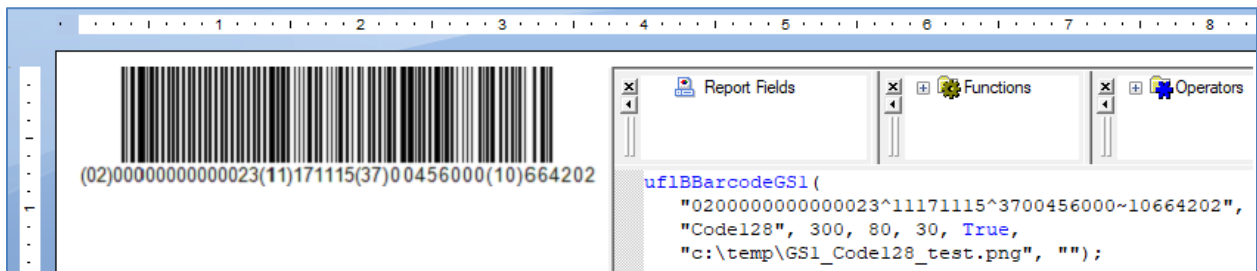 1 2 3 4 5 6 7 8
1
(02)00000000000023(11)171115(37)00456000(10)664202
Report Fields
Functions
Operators
uflBBarcodeGS1(
"0200000000000023^11171115^3700456000~10664202",
"Code128", 300, 80, 30, True,
"c:\temp\GS1_Code128_test.png", "");